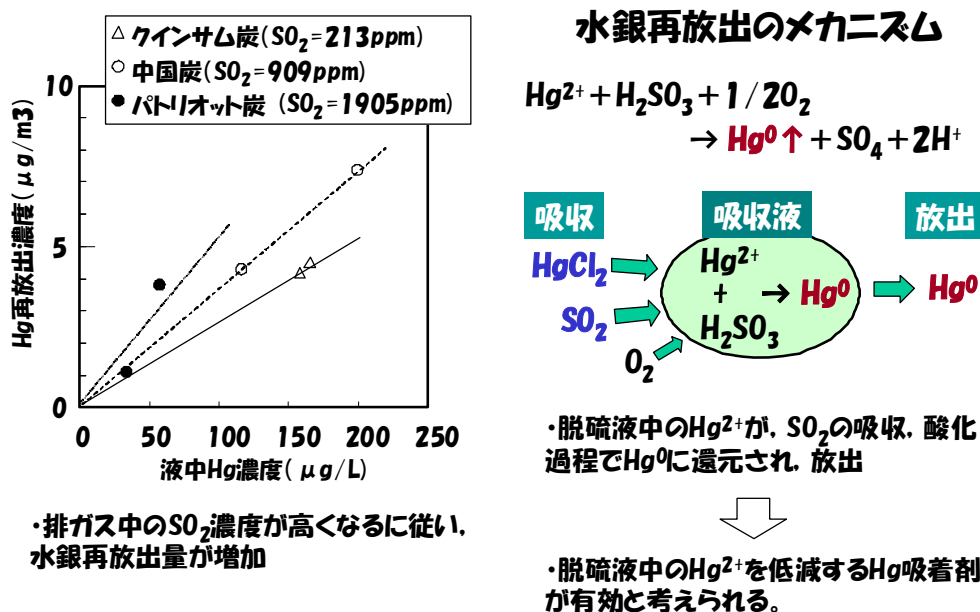 △ クインサム炭(SO₂=213ppm)
○ 中国炭(SO₂=909ppm)
● パトリオット炭 (SO₂=1905ppm)
Hg再放出濃度(μg/m3)
10
5
0
0 50 100 150 200 250
液中Hg濃度(μg/L)
・排ガス中のSO₂濃度が高くなるに従い,
水銀再放出量が増加
水銀再放出のメカニズム
Hg²⁺+H₂SO₃+1/2O₂
→ Hg⁰↑+SO₄+2H⁺
吸収 吸収液 放出
HgCl₂
SO₂
O₂
Hg²⁺
+ → Hg⁰
H₂SO₃
Hg⁰
・脱硫液中のHg²⁺が, SO₂の吸収, 酸化
過程でHg⁰に還元され, 放出
・脱硫液中のHg²⁺を低減するHg吸着剤
が有効と考えられる。